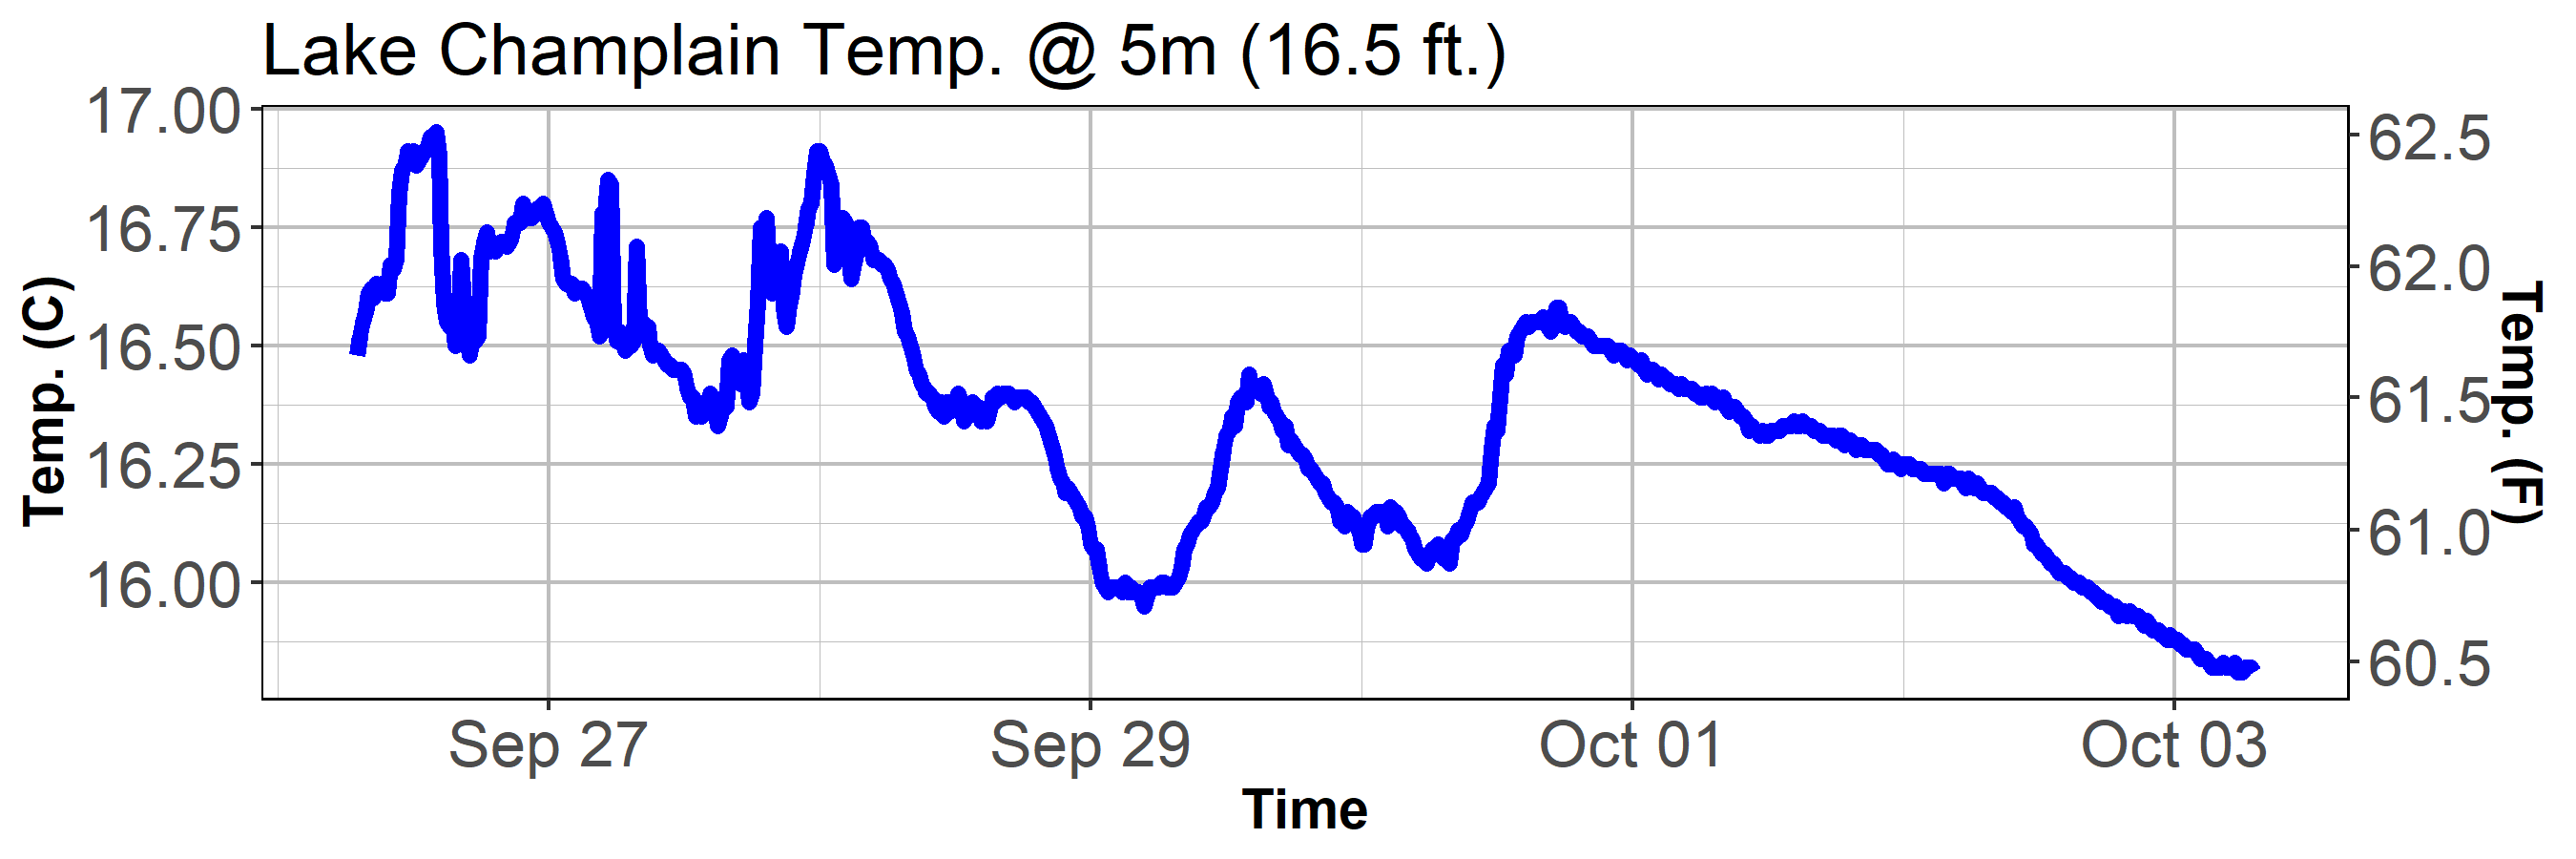 Lake Champlain Temp. @ 5m (16.5 ft.)
17.00
16.75
16.50
16.25
16.00
Temp. (C)
62.5
62.0
61.5
61.0
60.5
Temp. (F)
Sep 27
Sep 29
Oct 01
Oct 03
Time